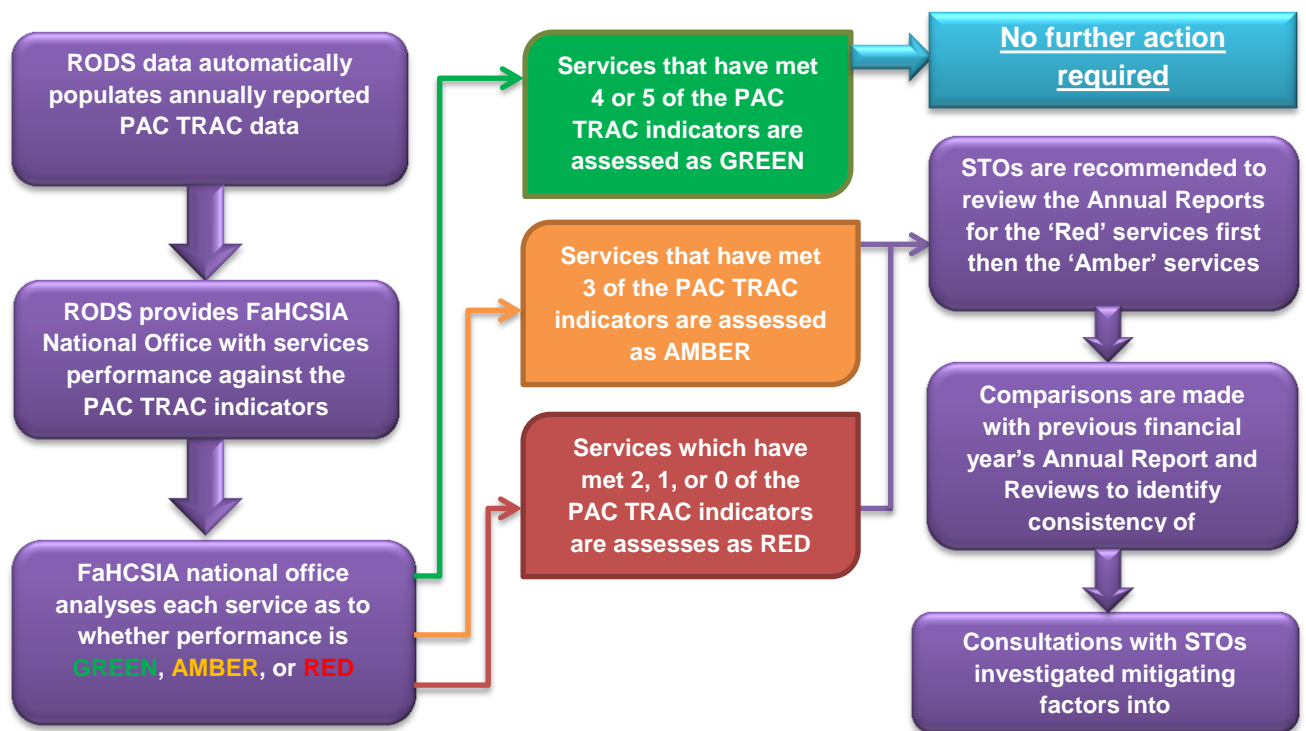 RODS data automatically
populates annually reported
PAC TRAC data
RODS provides FaHCSIA
National Office with services
performance against the
PAC TRAC indicators
FaHCSIA national office
analyses each service as to
whether performance is
GREEN, AMBER, or RED
Services that have met
4 or 5 of the PAC
TRAC indicators are
assessed as GREEN
Services that have met
3 of the PAC TRAC
indicators are assessed
as AMBER
Services which have
met 2, 1, or 0 of the
PAC TRAC indicators
are assesses as RED
No further action
required
STOs are recommended to
review the Annual Reports
for the ‘Red’ services first
then the ‘Amber’ services
Comparisons are made
with previous financial
year’s Annual Report and
Reviews to identify
consistency of
Consultations with STOs
investigated mitigating
factors into